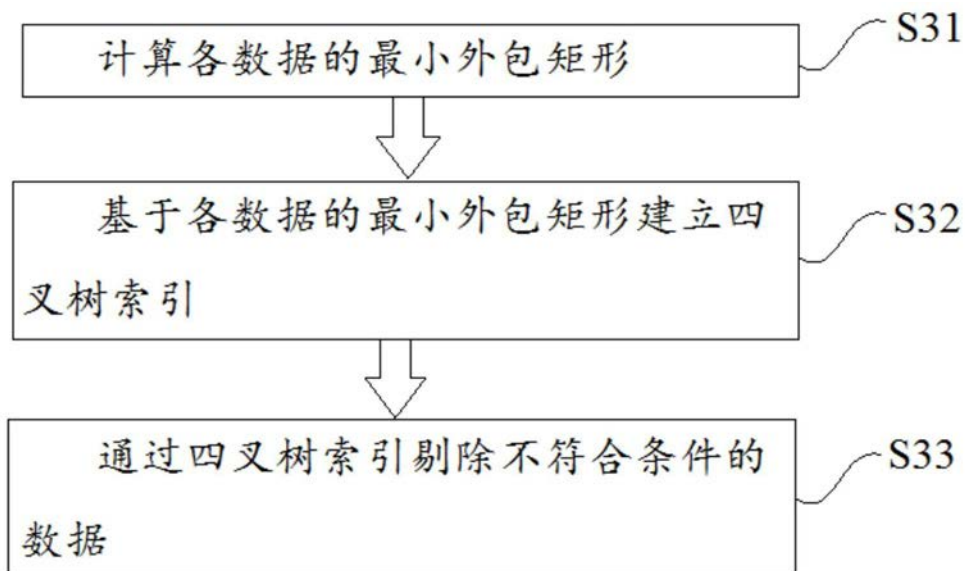 计算各数据的最小外包矩形
S31
基于各数据的最小外包矩形建立四
叉树索引
S32
通过四叉树索引剔除不符合条件的
数据
S33